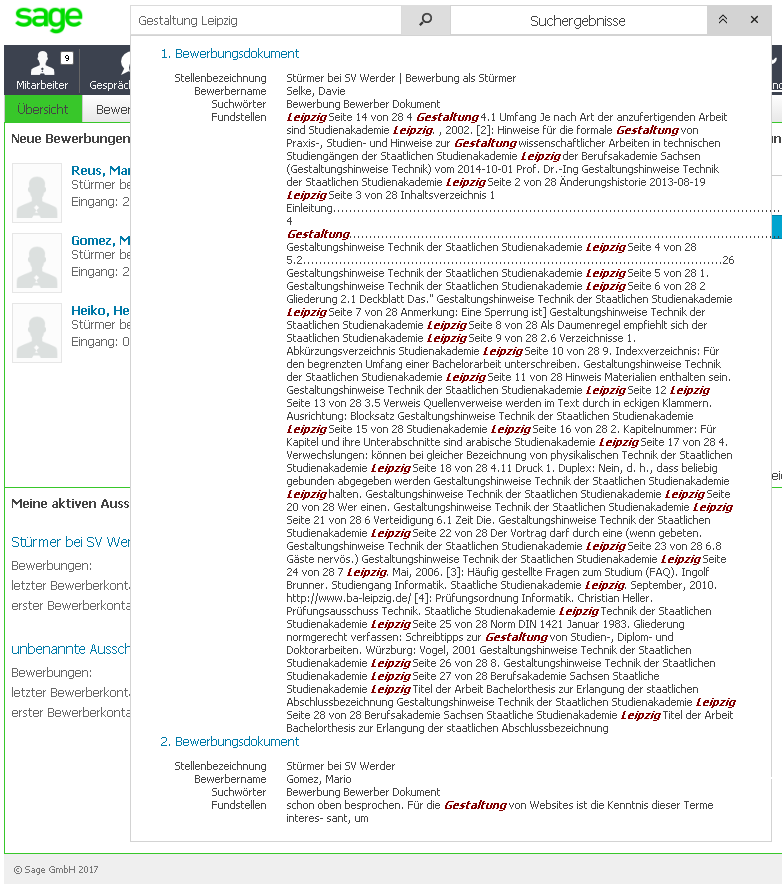 sage
Gestaltung Leipzig
Suchergebnisse
9
Mitarbeiter
Gespräc
Übersicht
Bewer
Neue Bewerbungen
Reus, Mar
Stürmer be
Eingang: 2
Gomez, M
Stürmer be
Eingang: 2
Heiko, He
Stürmer be
Eingang: 0
Meine aktiven Auss
Stürmer bei SV Wer
Bewerbungen:
letzter Bewerberkonta
erster Bewerberkonta
unbenannte Aussch
Bewerbungen:
letzter Bewerberkonta
erster Bewerberkonta
1. Bewerbungsdokument
Stellenbezeichnung Stürmer bei SV Werder | Bewerbung als Stürmer
Bewerbername Selke, Davie
Suchwörter Bewerbung Bewerber Dokument
Fundstellen Leipzig Seite 14 von 28 4 Gestaltung 4.1 Umfang Je nach Art der anzufertigenden Arbeit
sind Studienakademie Leipzig. , 2002. [2]: Hinweise für die formale Gestaltung von
Praxis-, Studien- und Hinweise zur Gestaltung wissenschaftlicher Arbeiten in technischen
Studiengängen der Staatlichen Studienakademie Leipzig der Berufsakademie Sachsen
(Gestaltungshinweise Technik) vom 2014-10-01 Prof. Dr.-Ing Gestaltungshinweise Technik
der Staatlichen Studienakademie Leipzig Seite 2 von 28 Änderungshistorie 2013-08-19
Leipzig Seite 3 von 28 Inhaltsverzeichnis 1
Einleitung....................................................................................................
4
Gestaltung....................................................................................................
Gestaltungshinweise Technik der Staatlichen Studienakademie Leipzig Seite 4 von 28
5.2....................................................................................................26
Gestaltungshinweise Technik der Staatlichen Studienakademie Leipzig Seite 5 von 28 1.
Gestaltungshinweise Technik der Staatlichen Studienakademie Leipzig Seite 6 von 28 2
Gliederung 2.1 Deckblatt Das." Gestaltungshinweise Technik der Staatlichen Studienakademie
Leipzig Seite 7 von 28 Anmerkung: Eine Sperrung ist] Gestaltungshinweise Technik der
Staatlichen Studienakademie Leipzig Seite 8 von 28 Als Daumenregel empfiehlt sich der
Staatlichen Studienakademie Leipzig Seite 9 von 28 2.6 Verzeichnisse 1.
Abkürzungsverzeichnis Studienakademie Leipzig Seite 10 von 28 9. Indexverzeichnis: Für
den begrenzten Umfang einer Bachelorarbeit unterschreiben. Gestaltungshinweise Technik
der Staatlichen Studienakademie Leipzig Seite 11 von 28 Hinweis Materialien enthalten sein.
Gestaltungshinweise Technik der Staatlichen Studienakademie Leipzig Seite 12 Leipzig
Seite 13 von 28 3.5 Verweis Quellenverweise werden im Text durch in eckigen Klammern.
Ausrichtung: Blocksatz Gestaltungshinweise Technik der Staatlichen Studienakademie
Leipzig Seite 15 von 28 Studienakademie Leipzig Seite 16 von 28 2. Kapitelnummer: Für
Kapitel und ihre Unterabschnitte sind arabische Studienakademie Leipzig Seite 17 von 28 4.
Verwechslungen: können bei gleicher Bezeichnung von physikalischen Technik der Staatlichen
Studienakademie Leipzig Seite 18 von 28 4.11 Druck 1. Duplex: Nein, d. h., dass beliebig
gebunden abgegeben werden Gestaltungshinweise Technik der Staatlichen Studienakademie
Leipzig halten. Gestaltungshinweise Technik der Staatlichen Studienakademie Leipzig Seite
20 von 28 Wer einen. Gestaltungshinweise Technik der Staatlichen Studienakademie Leipzig
Seite 21 von 28 6 Verteidigung 6.1 Zeit Die. Gestaltungshinweise Technik der Staatlichen
Studienakademie Leipzig Seite 22 von 28 Der Vortrag darf durch eine (wenn gebeten.
Gestaltungshinweise Technik der Staatlichen Studienakademie Leipzig Seite 23 von 28 6.8
Gäste nervös.) Gestaltungshinweise Technik der Staatlichen Studienakademie Leipzig Seite
24 von 28 7 Leipzig. Mai, 2006. [3]: Häufig gestellte Fragen zum Studium (FAQ). Ingolf
Brunner. Studiengang Informatik. Staatliche Studienakademie Leipzig. September, 2010.
http://www.ba-leipzig.de/ [4]: Prüfungsordnung Informatik. Christian Heller.
Prüfungsausschuss Technik. Staatliche Studienakademie Leipzig Technik der Staatlichen
Studienakademie Leipzig Seite 25 von 28 Norm DIN 1421 Januar 1983. Gliederung
normgerecht verfassen: Schreibtipps zur Gestaltung von Studien-, Diplom- und
Doktorarbeiten. Würzburg: Vogel, 2001 Gestaltungshinweise Technik der Staatlichen
Studienakademie Leipzig Seite 26 von 28 8. Gestaltungshinweise Technik der Staatlichen
Studienakademie Leipzig Seite 27 von 28 Berufsakademie Sachsen Staatliche
Studienakademie Leipzig Titel der Arbeit Bachelorthesis zur Erlangung der staatlichen
Abschlussbezeichnung Gestaltungshinweise Technik der Staatlichen Studienakademie Leipzig
Seite 28 von 28 Berufsakademie Sachsen Staatliche Studienakademie Leipzig Titel der Arbeit
Bachelorthesis zur Erlangung der staatlichen Abschlussbezeichnung
2. Bewerbungsdokument
Stellenbezeichnung Stürmer bei SV Werder
Bewerbername Gomez, Mario
Suchwörter Bewerbung Bewerber Dokument
Fundstellen schon oben besprochen. Für die Gestaltung von Websites ist die Kenntnis dieser Terme
interes- sant, um
© Sage GmbH 2017